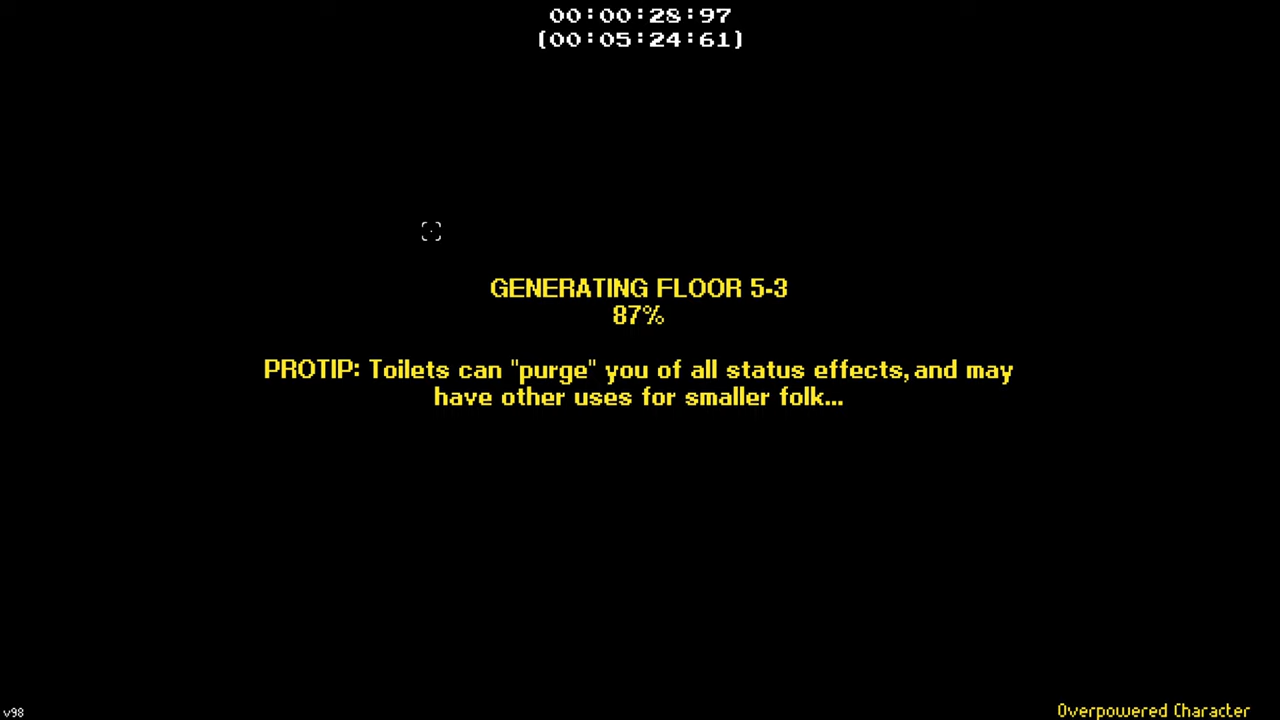 00:00:28:97
(00:05:24:61)
GENERATING FLOOR 5-3
87%
PROTIP: Toilets can "purge" you of all status effects, and may
have other uses for smaller folk...
v98
Overpowered Character